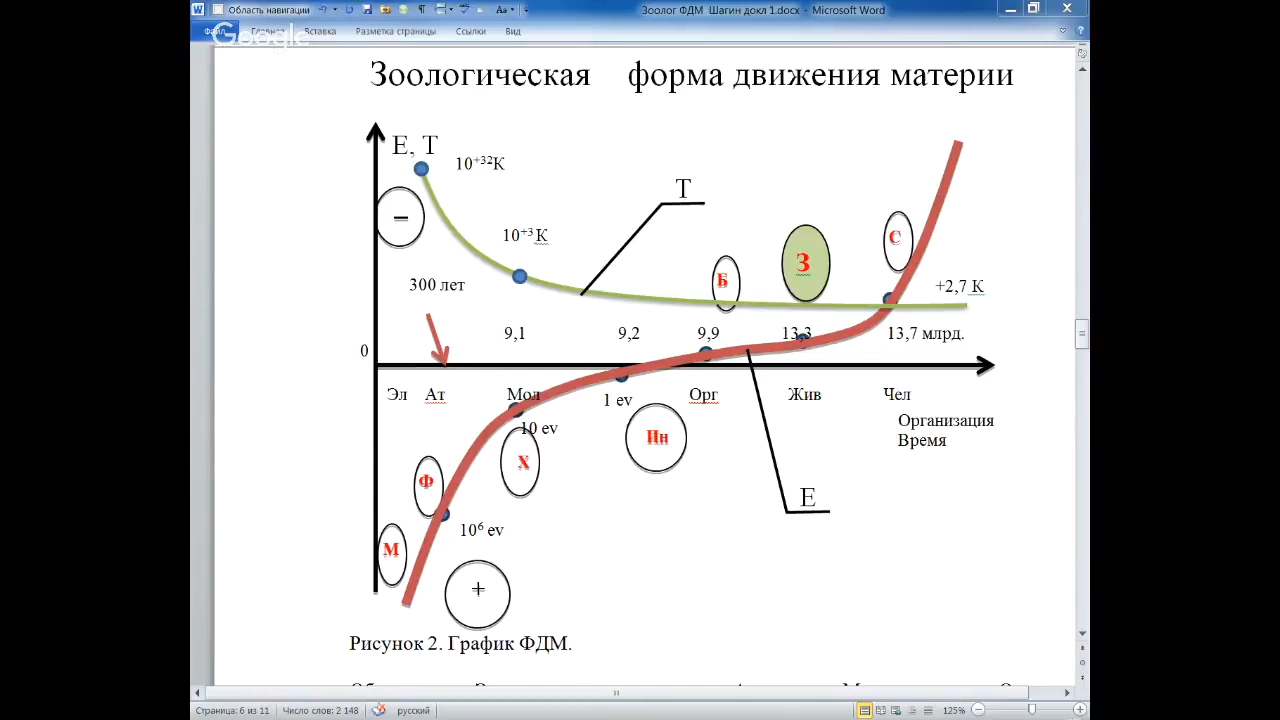 Область навигации
Зоолог ФДМ Шагин докл 1.docx - Microsoft Word
Файл Главная Вставка Разметка страницы Ссылки Вид
Google
Зоологическая форма движения материи
Е, Т
10+32К
Т
–
10+3 К
С
З
Б
300 лет
+2,7 К
9,1 9,2 9,9 13,3 13,7 млрд.
0
Эл Ат Мол Орг Жив Чел
1 ev
Организация
Время
10 ev
Ин
Х
Ф
Е
10⁶ ev
М
+
Рисунок 2. График ФДМ.
Страница: 6 из 11 Число слов: 2 148 русский 125%